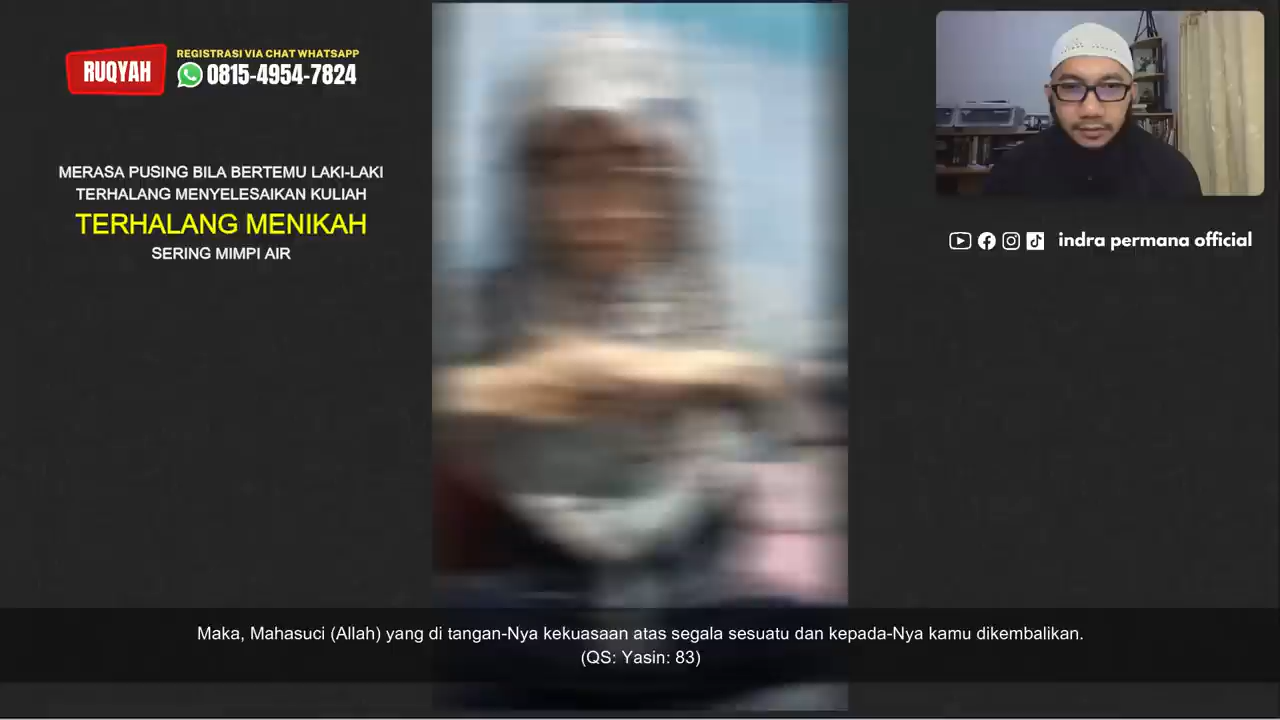 RUQYAH
REGISTRASI VIA CHAT WHATSAPP
0815-4954-7824
MERASA PUSING BILA BERTEMU LAKI-LAKI
TERHALANG MENYELESAIKAN KULIAH
TERHALANG MENIKAH
SERING MIMPI AIR
indra permana official
Maka, Mahasuci (Allah) yang di tangan-Nya kekuasaan atas segala sesuatu dan kepada-Nya kamu dikembalikan.
(QS: Yasin: 83)